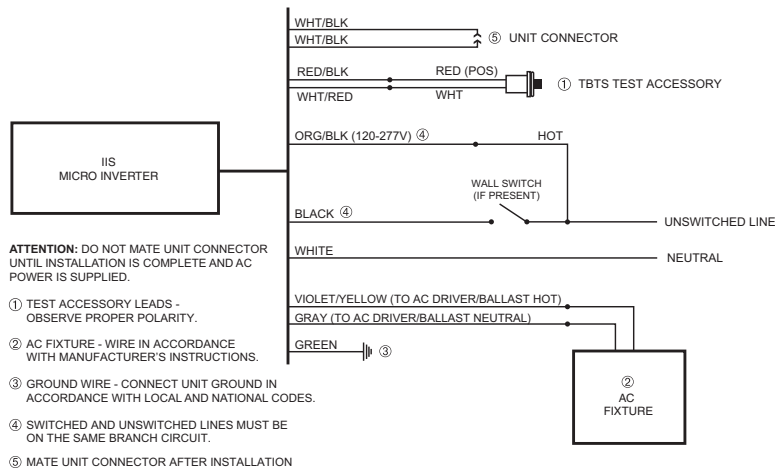 WHT/BLK
WHT/BLK
⑤ UNIT CONNECTOR
RED/BLK
RED (POS)
① TBTS TEST ACCESSORY
WHT/RED
WHT
ORG/BLK (120-277V) ④
HOT
IIS
MICRO INVERTER
WALL SWITCH
(IF PRESENT)
BLACK ④
UNSWITCHED LINE
WHITE
NEUTRAL
ATTENTION: DO NOT MATE UNIT CONNECTOR
UNTIL INSTALLATION IS COMPLETE AND AC
POWER IS SUPPLIED.
① TEST ACCESSORY LEADS -
OBSERVE PROPER POLARITY.
② AC FIXTURE - WIRE IN ACCORDANCE
WITH MANUFACTURER'S INSTRUCTIONS.
③ GROUND WIRE - CONNECT UNIT GROUND IN
ACCORDANCE WITH LOCAL AND NATIONAL CODES.
④ SWITCHED AND UNSWITCHED LINES MUST BE
ON THE SAME BRANCH CIRCUIT.
⑤ MATE UNIT CONNECTOR AFTER INSTALLATION
VIOLET/YELLOW (TO AC DRIVER/BALLAST HOT)
GRAY (TO AC DRIVER/BALLAST NEUTRAL)
GREEN
③
②
AC
FIXTURE